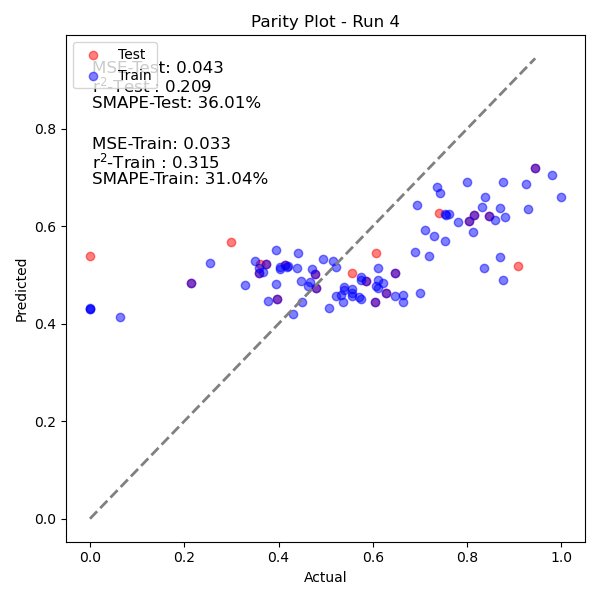 Parity Plot - Run 4
Test
Train
MSE-Test: 0.043
r²-Test : 0.209
SMAPE-Test: 36.01%
MSE-Train: 0.033
r²-Train : 0.315
SMAPE-Train: 31.04%
Predicted
0.8
0.6
0.4
0.2
0.0
0.0 0.2 0.4 0.6 0.8 1.0
Actual